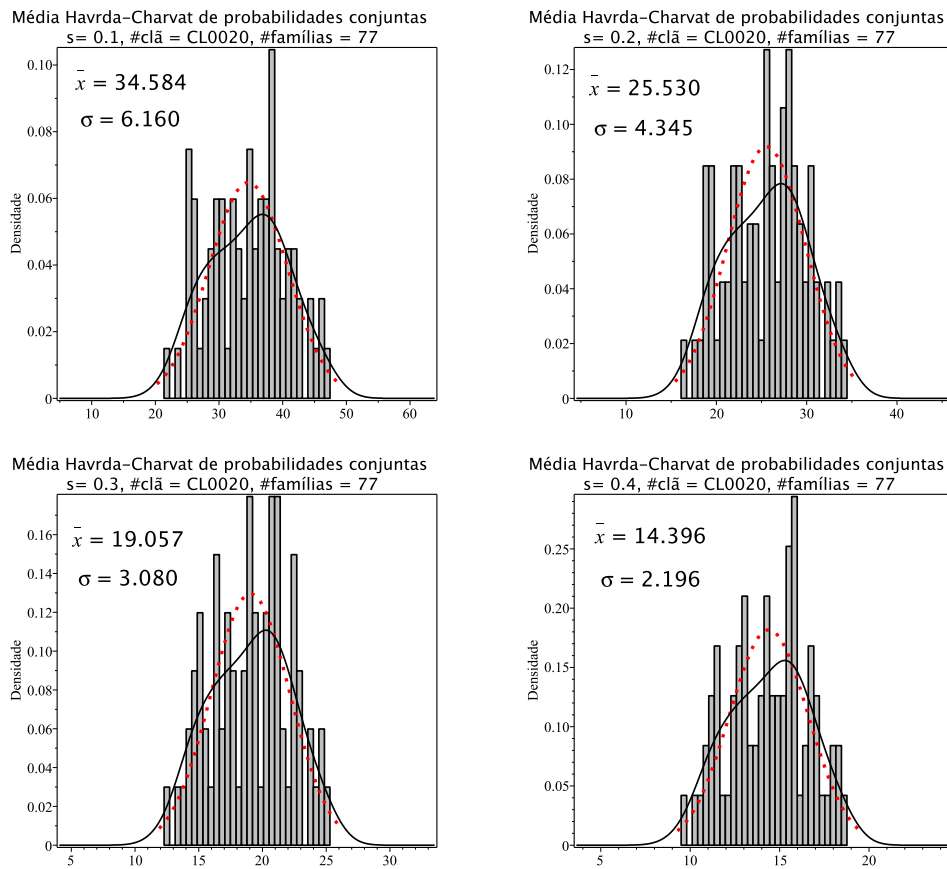 Média Havrda-Charvat de probabilidades conjuntas
s= 0.1, #clã = CL0020, #famílias = 77
x̄ = 34.584
σ = 6.160
Densidade
0.10
0.08
0.06
0.04
0.02
0
10 20 30 40 50 60
Média Havrda-Charvat de probabilidades conjuntas
s= 0.2, #clã = CL0020, #famílias = 77
x̄ = 25.530
σ = 4.345
Densidade
0.12
0.10
0.08
0.06
0.04
0.02
0
10 20 30 40
Média Havrda-Charvat de probabilidades conjuntas
s= 0.3, #clã = CL0020, #famílias = 77
x̄ = 19.057
σ = 3.080
Densidade
0.16
0.14
0.12
0.10
0.08
0.06
0.04
0.02
0
5 10 15 20 25 30
Média Havrda-Charvat de probabilidades conjuntas
s= 0.4, #clã = CL0020, #famílias = 77
x̄ = 14.396
σ = 2.196
Densidade
0.25
0.20
0.15
0.10
0.05
0
5 10 15 20